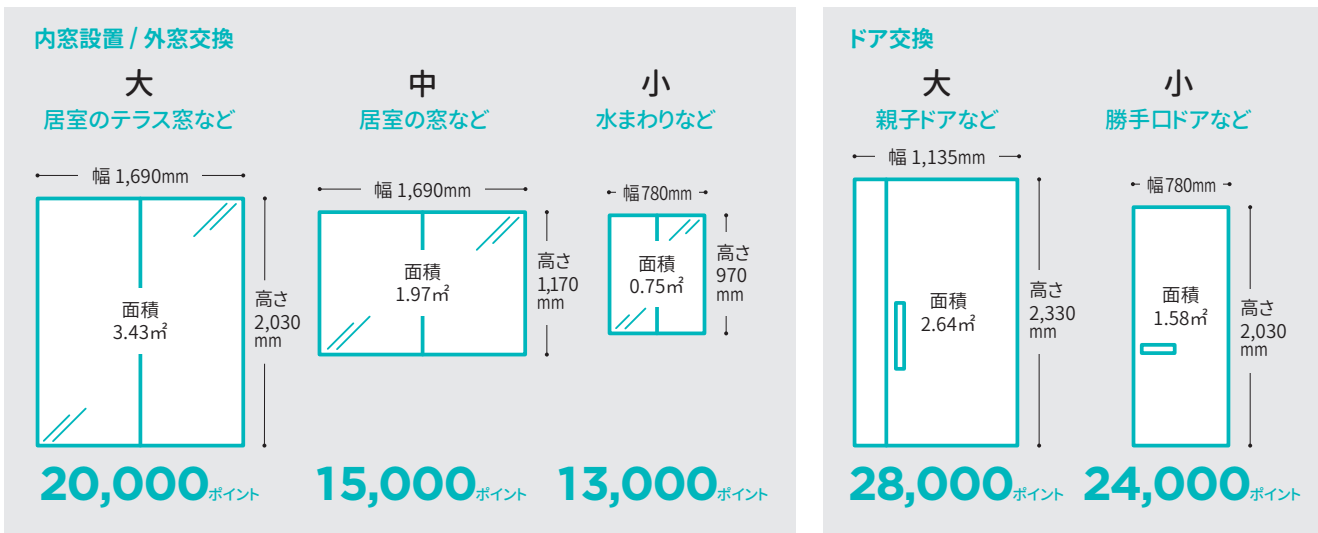 内窓設置 / 外窓交換
大
居室のテラス窓など
幅 1,690mm
面積
3.43㎡
高さ
2,030
mm
20,000ポイント
中
居室の窓など
幅 1,690mm
面積
1.97㎡
高さ
1,170
mm
15,000ポイント
小
水まわりなど
幅780mm
面積
0.75㎡
高さ
970
mm
13,000ポイント
ドア交換
大
親子ドアなど
幅 1,135mm
面積
2.64㎡
高さ
2,330
mm
28,000ポイント
小
勝手口ドアなど
幅780mm
面積
1.58㎡
高さ
2,030
mm
24,000ポイント